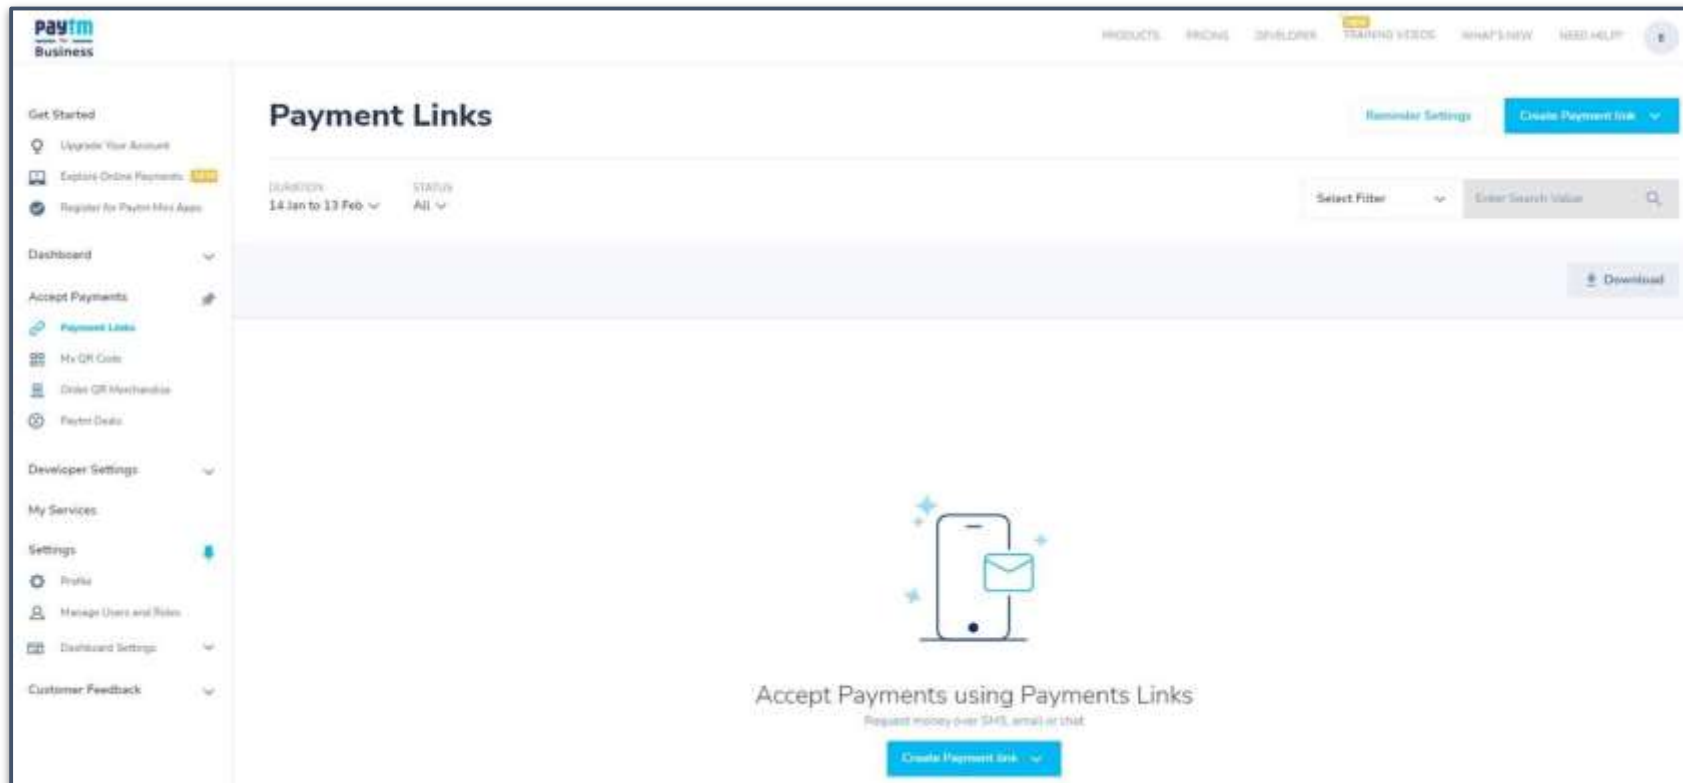 paytm
Business
PRODUCTS PRICING DEVELOPER NEW TRAINING VIDEOS WHAT'S NEW NEED HELP?
Get Started
Upgrade Your Account
Explore Online Payments NEW
Register for Paytm Mini Apps
Dashboard
Accept Payments
Payment Links
My QR Code
Order QR Merchandise
Paytm Deals
Developer Settings
My Services
Settings
Profile
Manage Users and Roles
Dashboard Settings
Customer Feedback
Payment Links
Reminder Settings
Create Payment link
DURATION STATUS
14 Jan to 13 Feb All
Select Filter
Enter Search Value
Download
Accept Payments using Payments Links
Request money over SMS, email or chat
Create Payment link